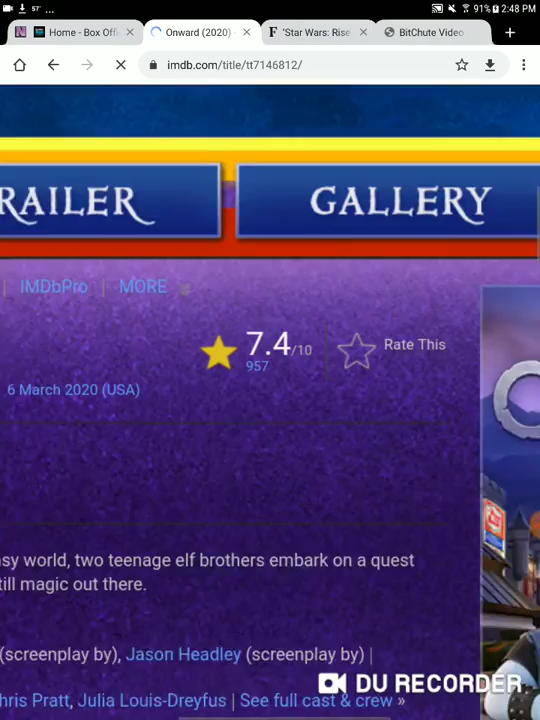 57° ... 91% 2:48 PM
Home - Box Offi Onward (2020) - 'Star Wars: Rise BitChute Video
imdb.com/title/tt7146812/
RAILER GALLERY
| IMDbPro | MORE
7.4/10 Rate This
957
6 March 2020 (USA)
asy world, two teenage elf brothers embark on a quest
till magic out there.
(screenplay by), Jason Headley (screenplay by) |
hris Pratt, Julia Louis-Dreyfus | See full cast & crew »
DU RECORDER